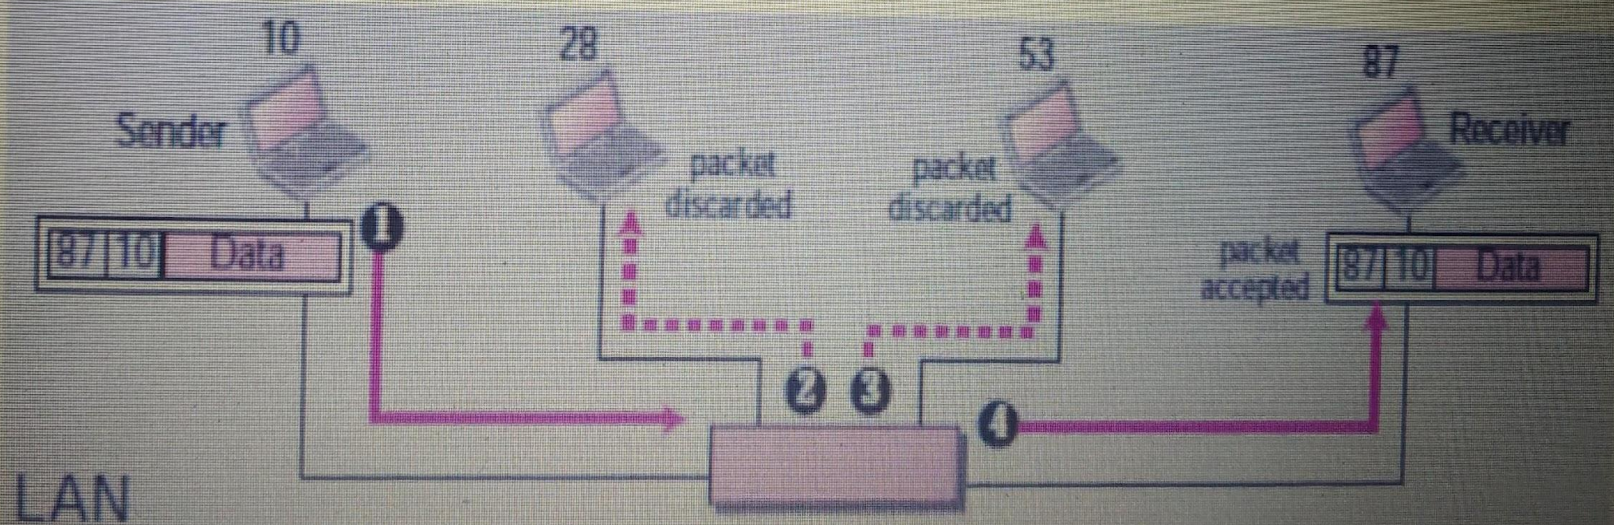 10
28
53
87
Sender
Receiver
packet
discarded
packet
discarded
1
87 10 Data
packet
accepted
87 10 Data
2
3
4
LAN